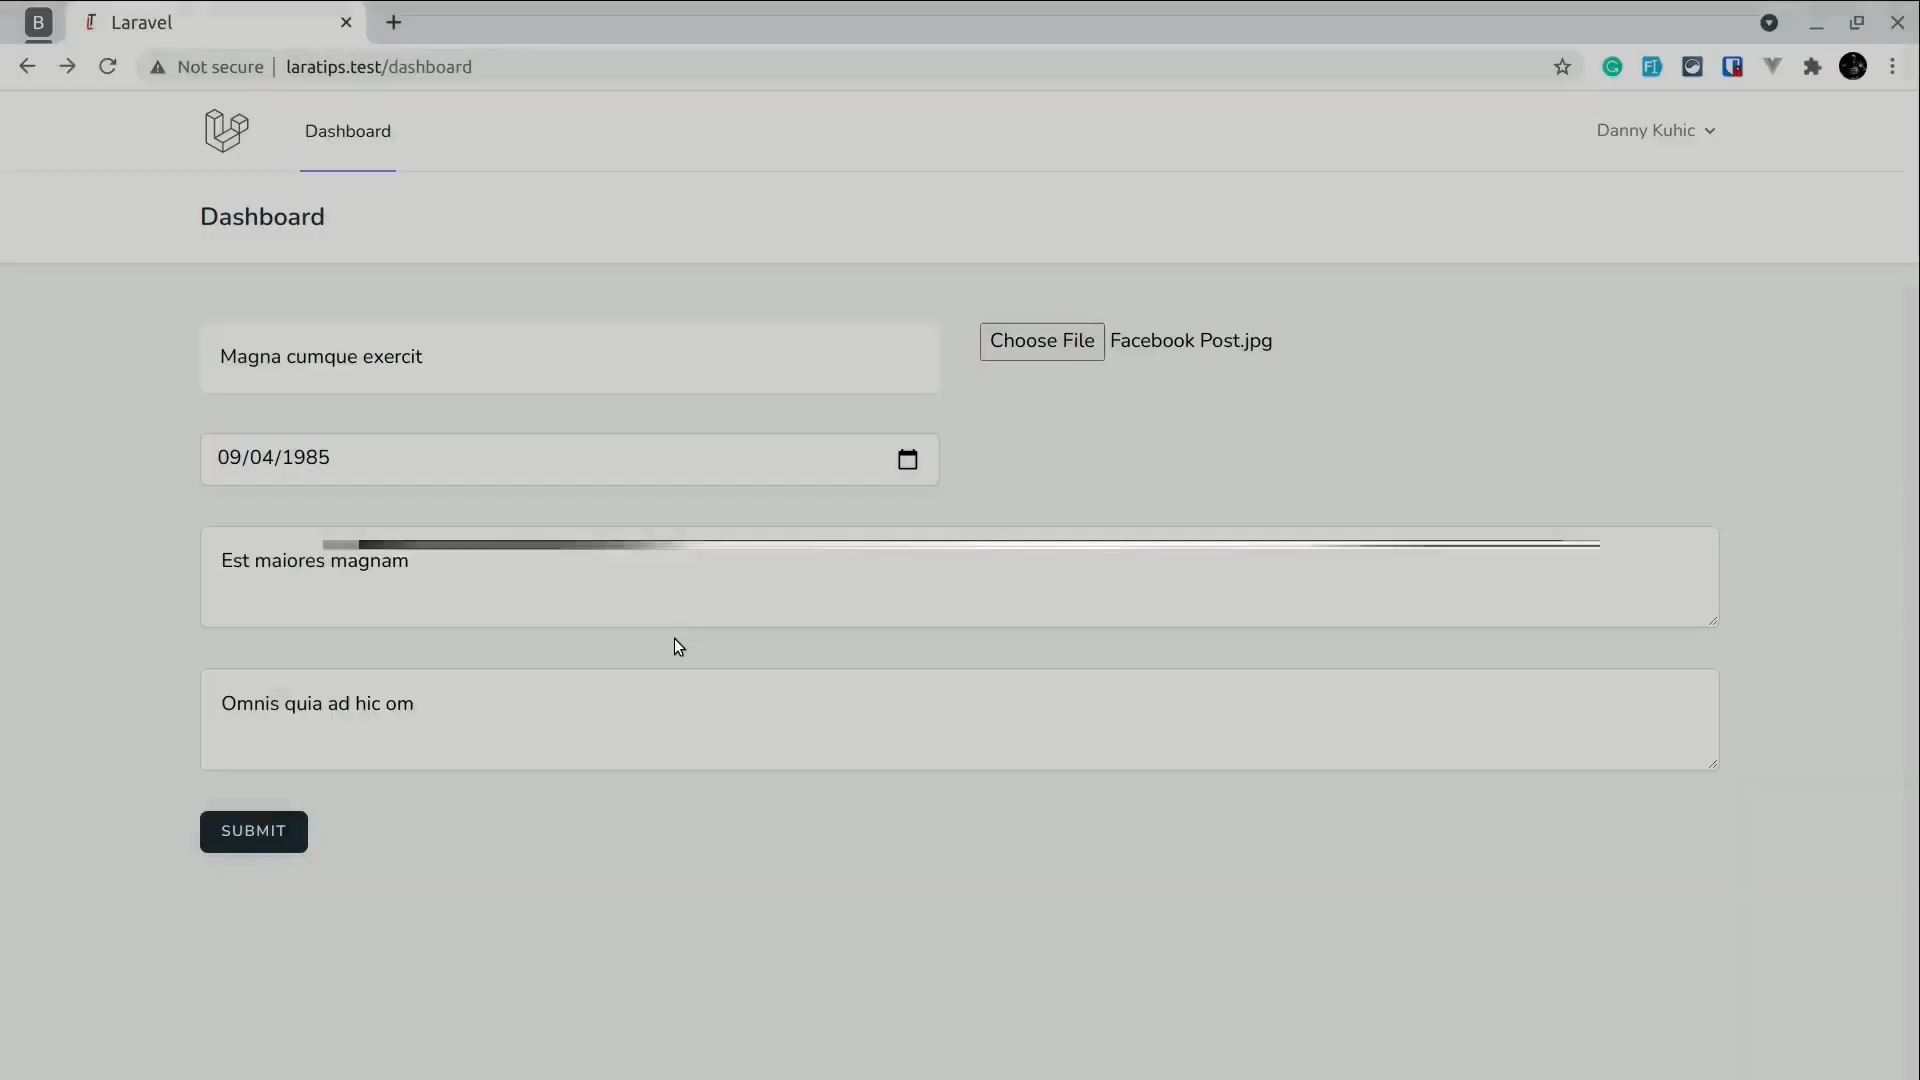 B
Laravel
Not secure
laratips.test/dashboard
Dashboard
Danny Kuhic
Dashboard
Magna cumque exercit
Choose File Facebook Post.jpg
09/04/1985
Est maiores magnam
Omnis quia ad hic om
SUBMIT